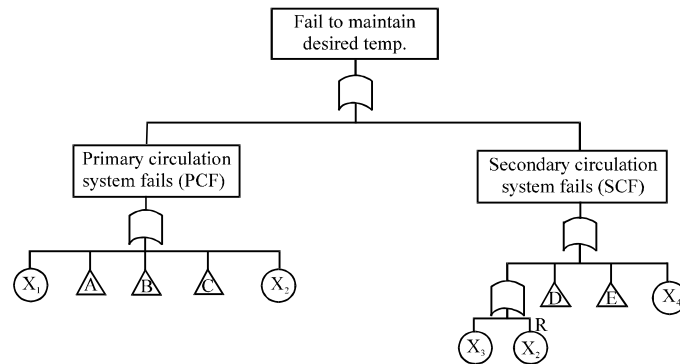 Fail to maintain
desired temp.
Primary circulation
system fails (PCF)
Secondary circulation
system fails (SCF)
X₁
A
B
C
X₂
D
E
X₄
R
X₃
X₂